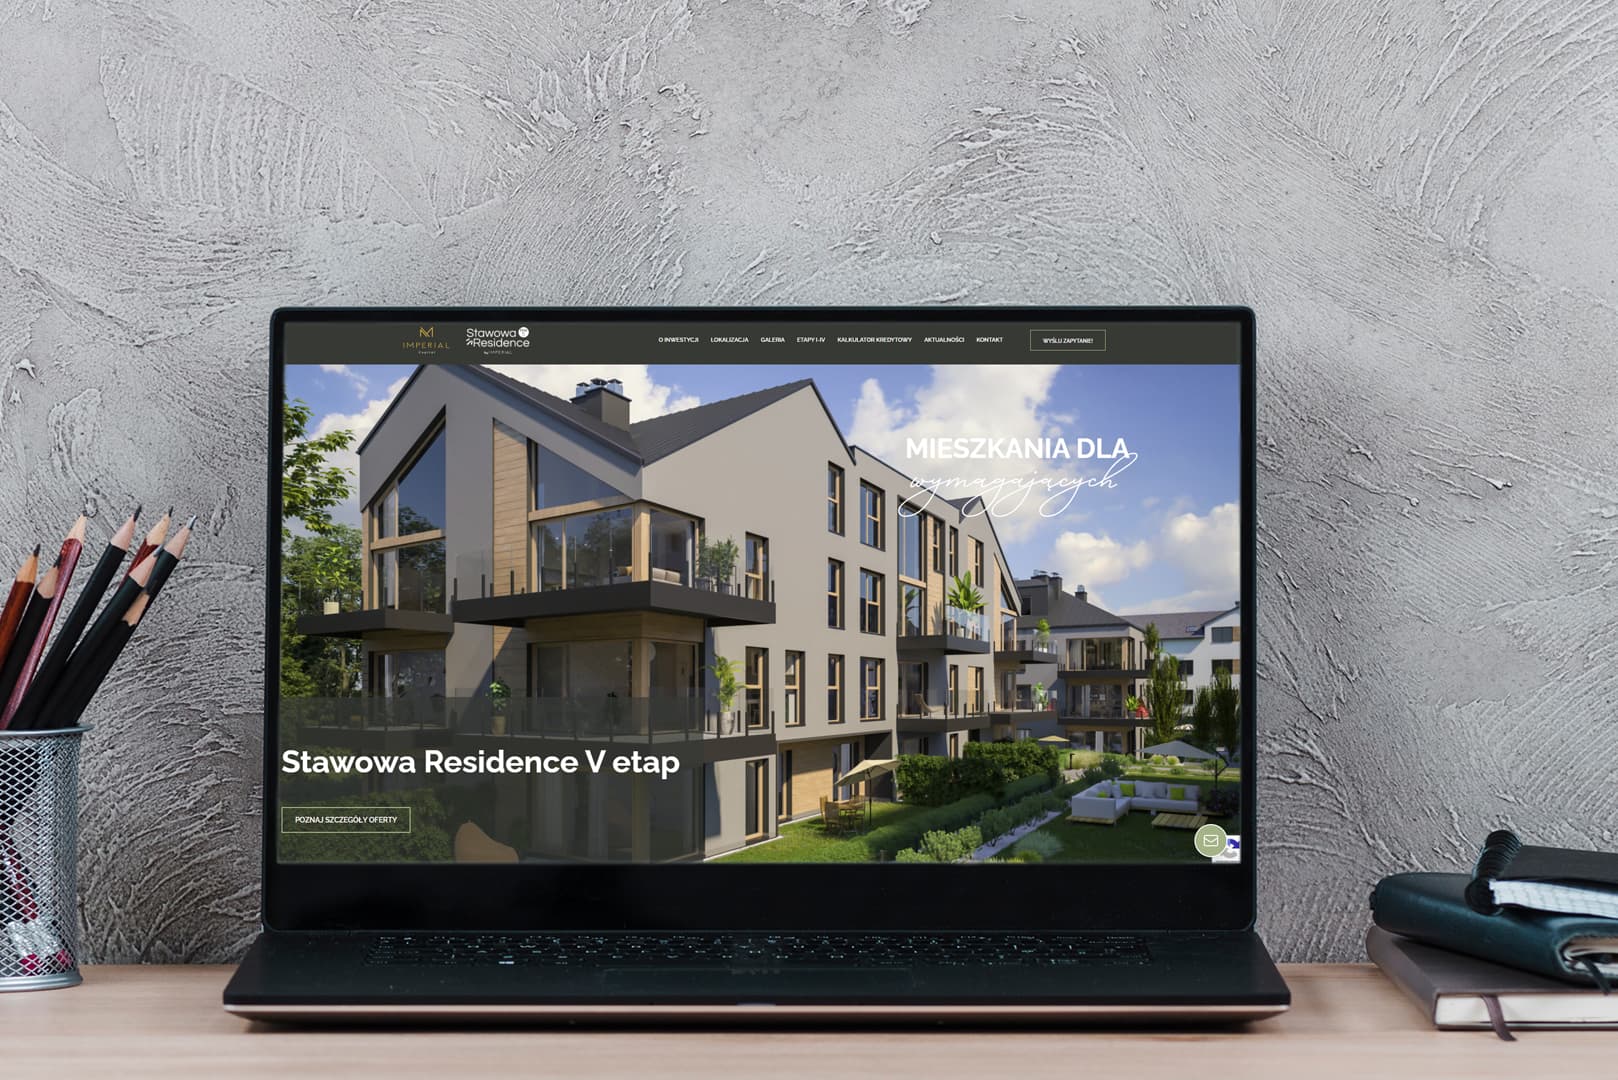 IMPERIAL
Capital
Stawowa
Residence
by IMPERIAL
O INWESTYCJI
LOKALIZACJA
GALERIA
ETAPY I-IV
KALKULATOR KREDYTOWY
AKTUALNOŚCI
KONTAKT
WYŚLIJ ZAPYTANIE!
MIESZKANIA DLA
wymagających
Stawowa Residence V etap
POZNAJ SZCZEGÓŁY OFERTY